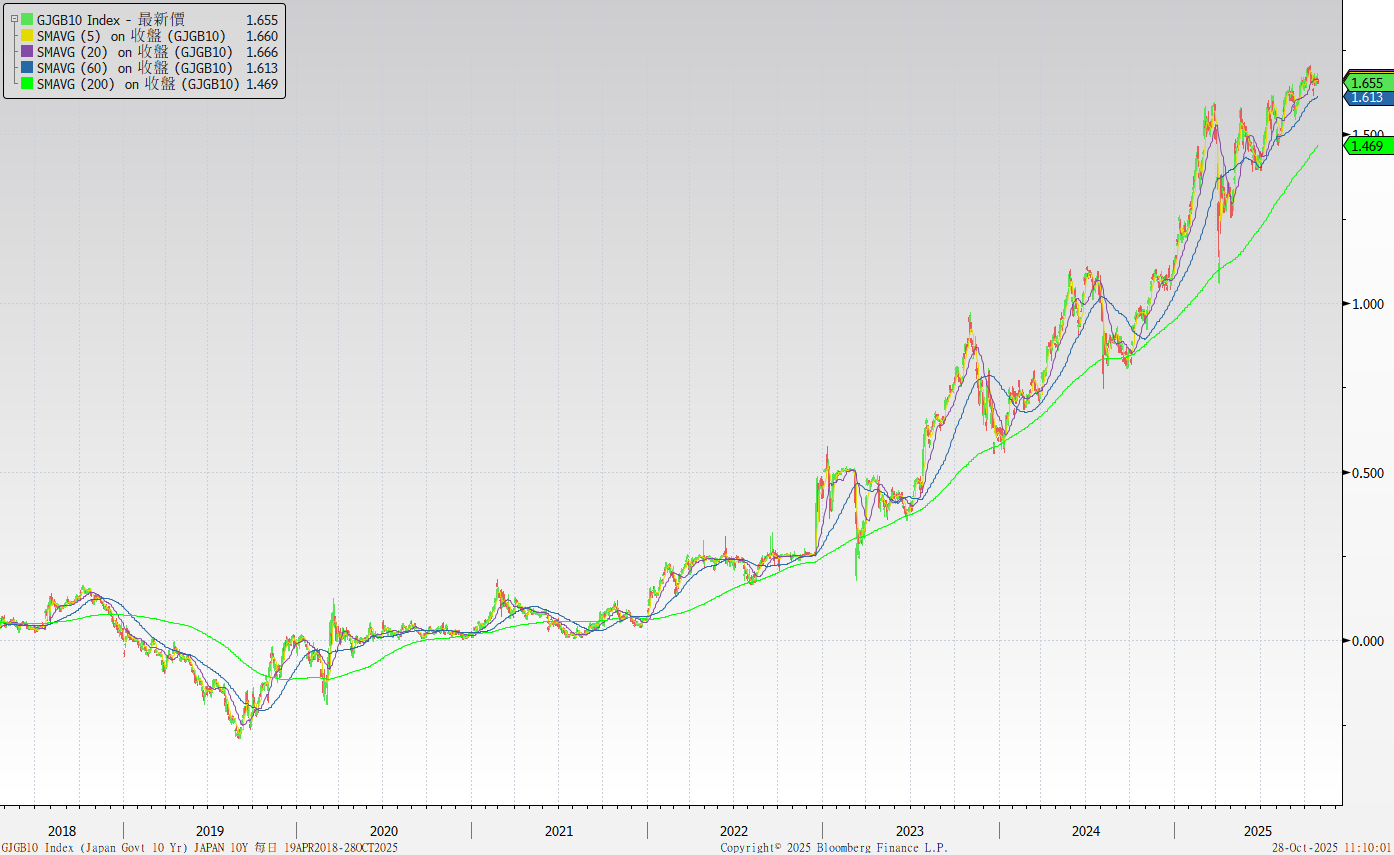 GJGB10 Index - 最新價 1.655
SMAVG (5) on 收盤 (GJGB10) 1.660
SMAVG (20) on 收盤 (GJGB10) 1.666
SMAVG (60) on 收盤 (GJGB10) 1.613
SMAVG (200) on 收盤 (GJGB10) 1.469
1.655
1.613
1.500
1.469
1.000
0.500
0.000
2018 2019 2020 2021 2022 2023 2024 2025
GJGB10 Index (Japan Govt 10 Yr) JAPAN 10Y 每日 19APR2018-28OCT2025 Copyright© 2025 Bloomberg Finance L.P. 28-Oct-2025 11:10:01